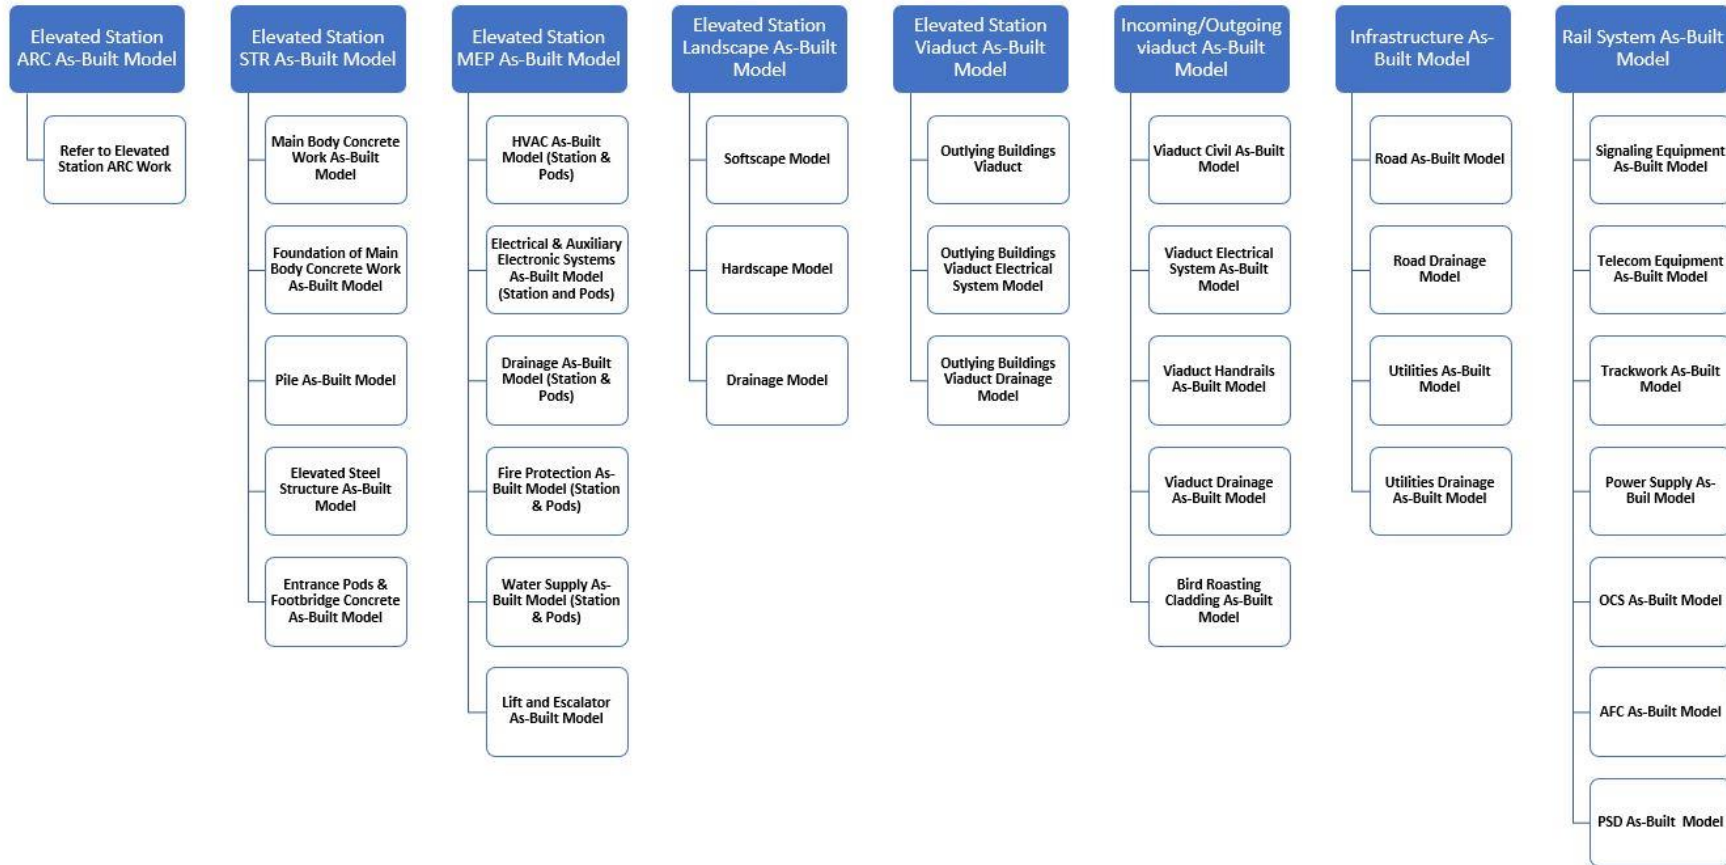 Elevated Station
ARC As-Built Model
Refer to Elevated
Station ARC Work
Elevated Station
STR As-Built Model
Main Body Concrete
Work As-Built
Model
Foundation of Main
Body Concrete Work
As-Built Model
Pile As-Built Model
Elevated Steel
Structure As-Built
Model
Entrance Pods &
Footbridge Concrete
As-Built Model
Elevated Station
MEP As-Built Model
HVAC As-Built
Model (Station &
Pods)
Electrical & Auxiliary
Electronic Systems
As-Built Model
(Station and Pods)
Drainage As-Built
Model (Station &
Pods)
Fire Protection As-
Built Model (Station
& Pods)
Water Supply As-
Built Model (Station
& Pods)
Lift and Escalator
As-Built Model
Elevated Station
Landscape As-Built
Model
Softscape Model
Hardscape Model
Drainage Model
Elevated Station
Viaduct As-Built
Model
Outlying Buildings
Viaduct
Outlying Buildings
Viaduct Electrical
System Model
Outlying Buildings
Viaduct Drainage
Model
Incoming/Outgoing
viaduct As-Built
Model
Viaduct Civil As-Built
Model
Viaduct Electrical
System As-Built
Model
Viaduct Handrails
As-Built Model
Viaduct Drainage
As-Built Model
Bird Roasting
Cladding As-Built
Model
Infrastructure As-
Built Model
Road As-Built Model
Road Drainage
Model
Utilities As-Built
Model
Utilities Drainage
As-Built Model
Rail System As-Built
Model
Signaling Equipment
As-Built Model
Telecom Equipment
As-Built Model
Trackwork As-Built
Model
Power Supply As-
Buil Model
OCS As-Built Model
AFC As-Built Model
PSD As-Built Model